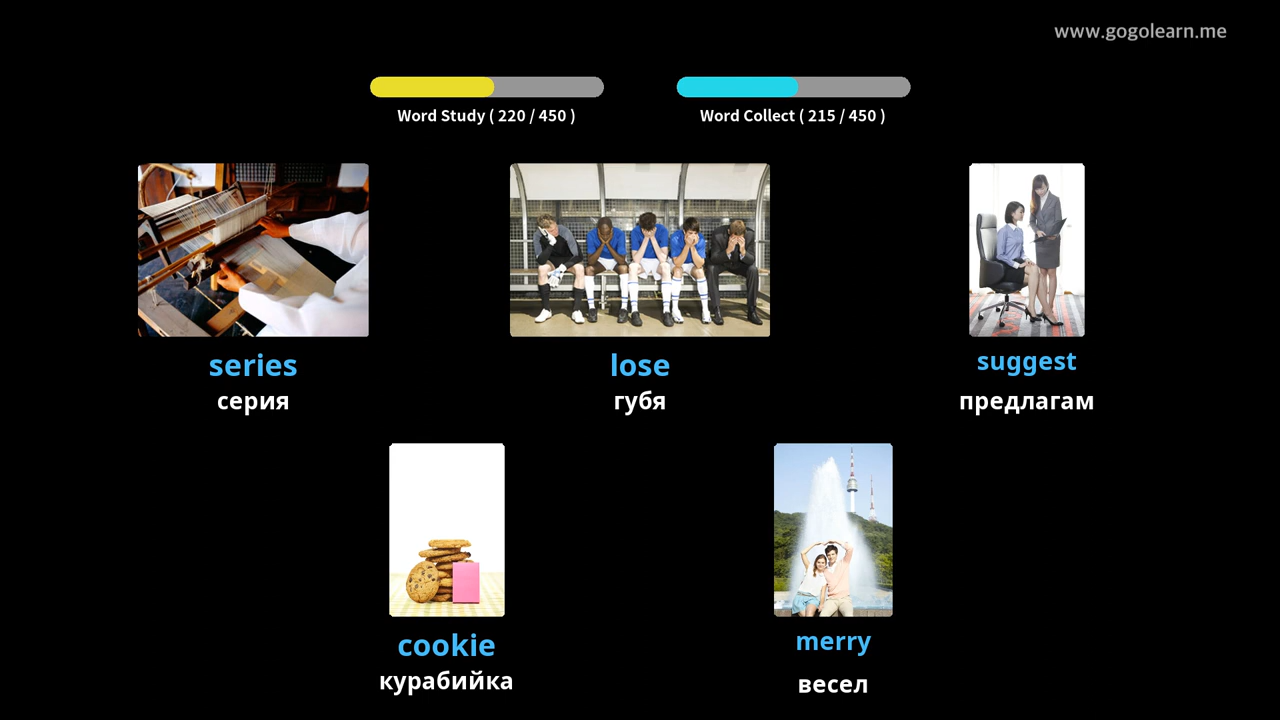 www.gogolearn.me
Word Study ( 220 / 450 )
Word Collect ( 215 / 450 )
series
серия
lose
губя
suggest
предлагам
cookie
курабийка
merry
весел